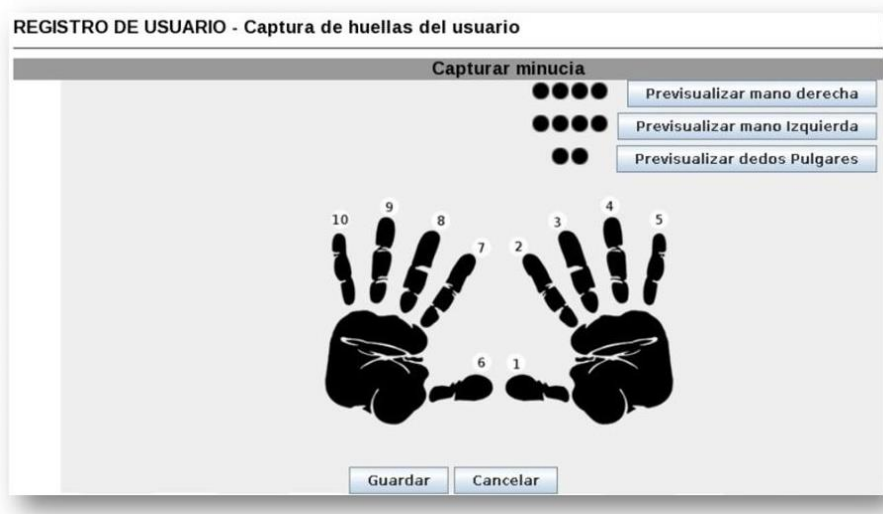 REGISTRO DE USUARIO - Captura de huellas del usuario
Capturar minucia
Previsualizar mano derecha
Previsualizar mano Izquierda
Previsualizar dedos Pulgares
10 9 8 7 2 3 4 5
6 1
Guardar Cancelar